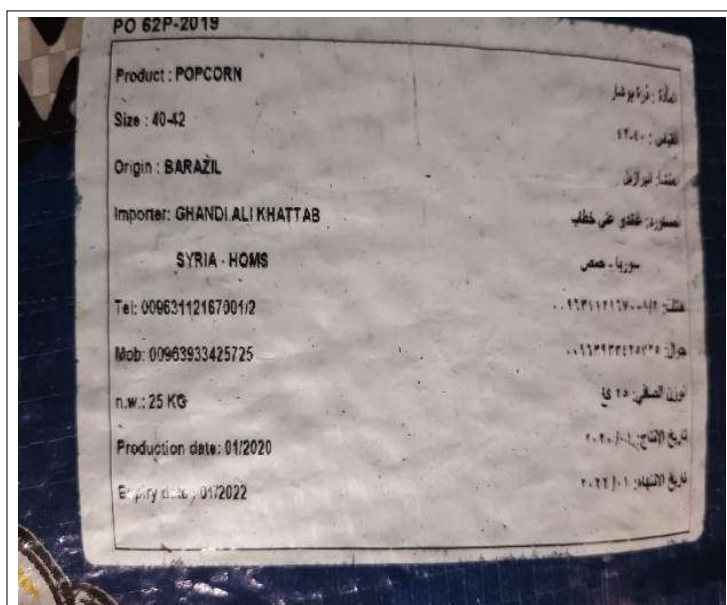 PO 62P-2019
Product : POPCORN
Size : 40-42
Origin : BARAZIL
Importer: GHANDI ALI KHATTAB
SYRIA - HOMS
Tel: 00963112167001/2
Mob: 00963933425725
n.w.: 25 KG
Production date: 01/2020
Expiry date : 01/2022
المادة : ذرة بوشار
القياس : ٤٠-٤٢
المنشأ: البرازيل
المستورد: غاندي علي خطاب
سوريا - حمص
هاتف:
جوال: ٠٠٩٦٣٩٣٣٤٢٥٧٢٥
الوزن الصافي: ٢٥ كغ
تاريخ الانتاج: ٢٠٢٠/٠١
تاريخ الانتهاء: ٢٠٢٢/٠١